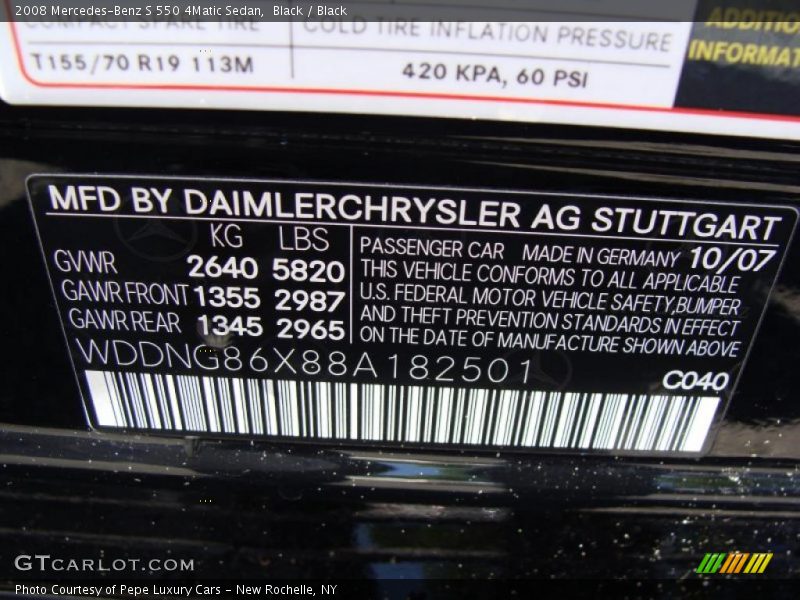 2008 Mercedes-Benz S 550 4Matic Sedan, Black / Black
COMPACT SPARE TIRE COLD TIRE INFLATION PRESSURE
T155/70 R19 113M 420 KPA, 60 PSI
MFD BY DAIMLERCHRYSLER AG STUTTGART
KG LBS
GVWR 2640 5820
GAWR FRONT 1355 2987
GAWR REAR 1345 2965
PASSENGER CAR MADE IN GERMANY 10/07
THIS VEHICLE CONFORMS TO ALL APPLICABLE
U.S. FEDERAL MOTOR VEHICLE SAFETY,BUMPER
AND THEFT PREVENTION STANDARDS IN EFFECT
ON THE DATE OF MANUFACTURE SHOWN ABOVE
WDDNG86X88A182501
C040
GTCARLOT.COM
Photo Courtesy of Pepe Luxury Cars - New Rochelle, NY